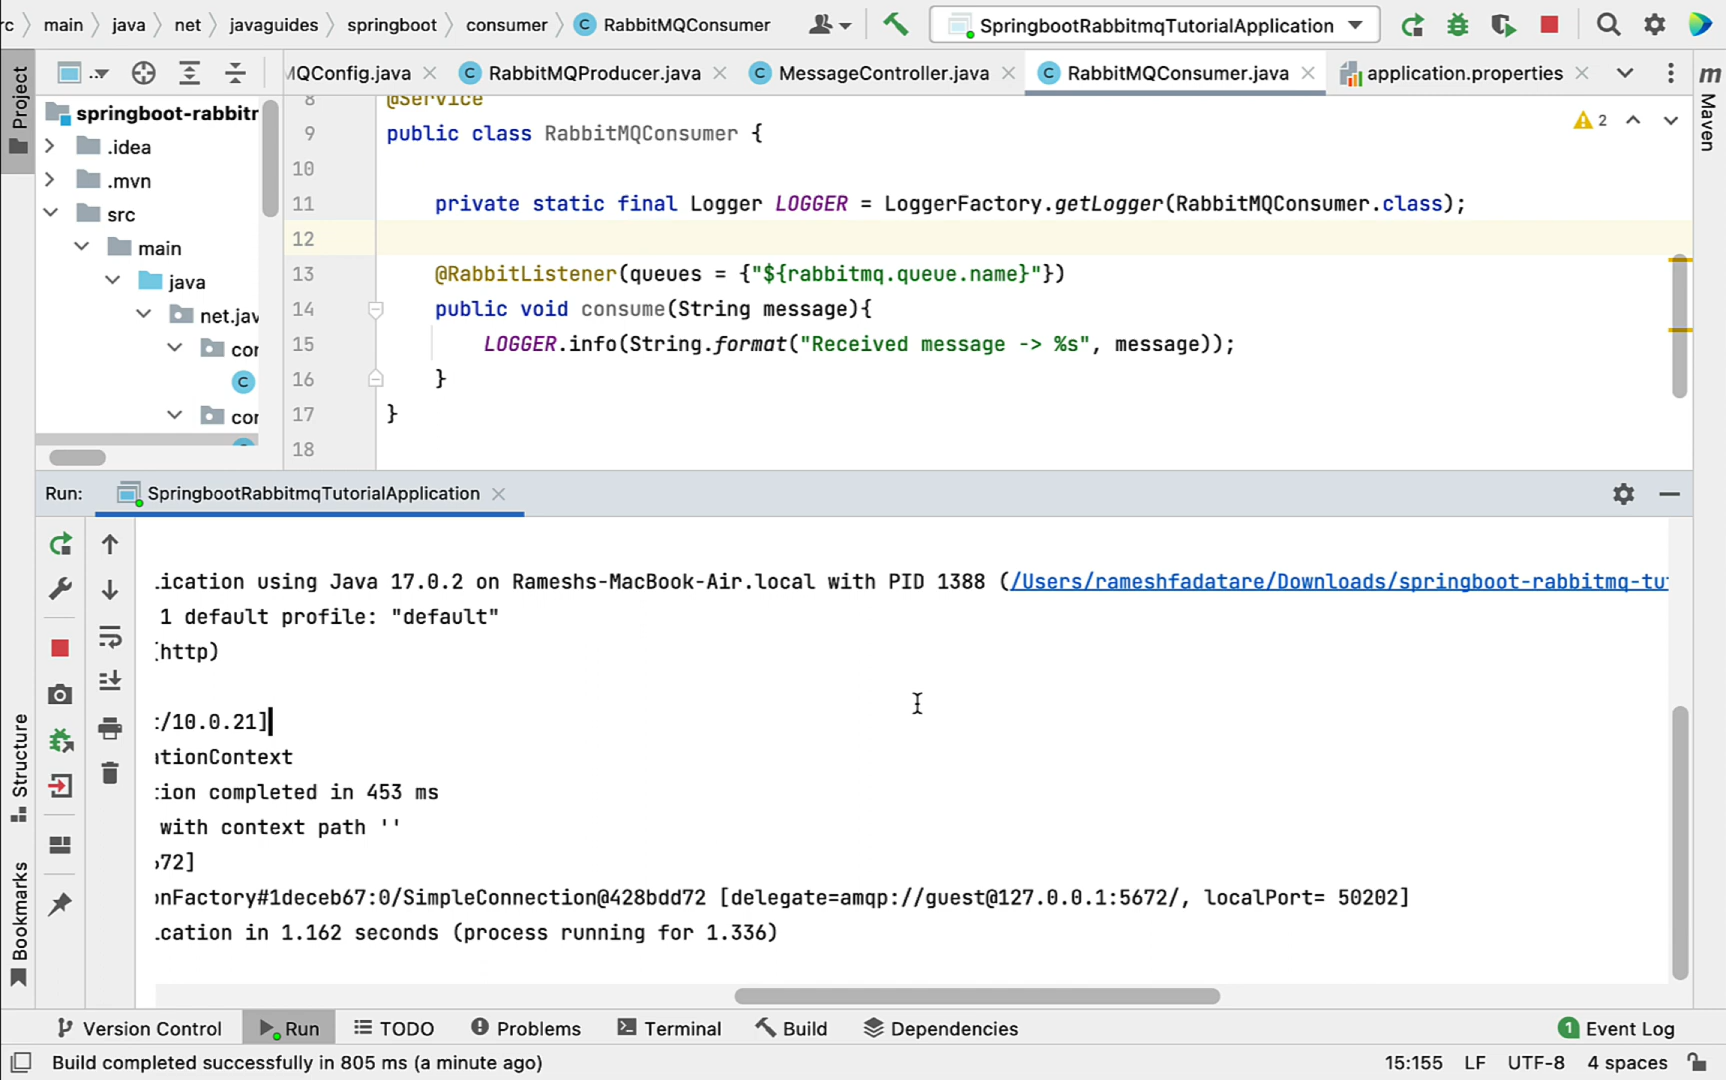 rc main java net javaguides springboot consumer C RabbitMQConsumer SpringbootRabbitmqTutorialApplication
MQConfig.java C RabbitMQProducer.java C MessageController.java C RabbitMQConsumer.java application.properties
Project
springboot-rabbitr
.idea
.mvn
src
main
java
net.jav
cor
C
cor
8 @Service
9 public class RabbitMQConsumer {
10
11 private static final Logger LOGGER = LoggerFactory.getLogger(RabbitMQConsumer.class);
12
13 @RabbitListener(queues = {"${rabbitmq.queue.name}"})
14 public void consume(String message){
15 LOGGER.info(String.format("Received message -> %s", message));
16 }
17 }
18
2
m
Maven
Run: SpringbootRabbitmqTutorialApplication
lication using Java 17.0.2 on Rameshs-MacBook-Air.local with PID 1388 (/Users/rameshfadatare/Downloads/springboot-rabbitmq-tu
1 default profile: "default"
(http)
:/10.0.21]
ationContext
tion completed in 453 ms
with context path ''
672]
onFactory#1deceb67:0/SimpleConnection@428bdd72 [delegate=amqp://guest@127.0.0.1:5672/, localPort= 50202]
cation in 1.162 seconds (process running for 1.336)
Structure
Bookmarks
Version Control Run TODO Problems Terminal Build Dependencies 1 Event Log
Build completed successfully in 805 ms (a minute ago) 15:155 LF UTF-8 4 spaces